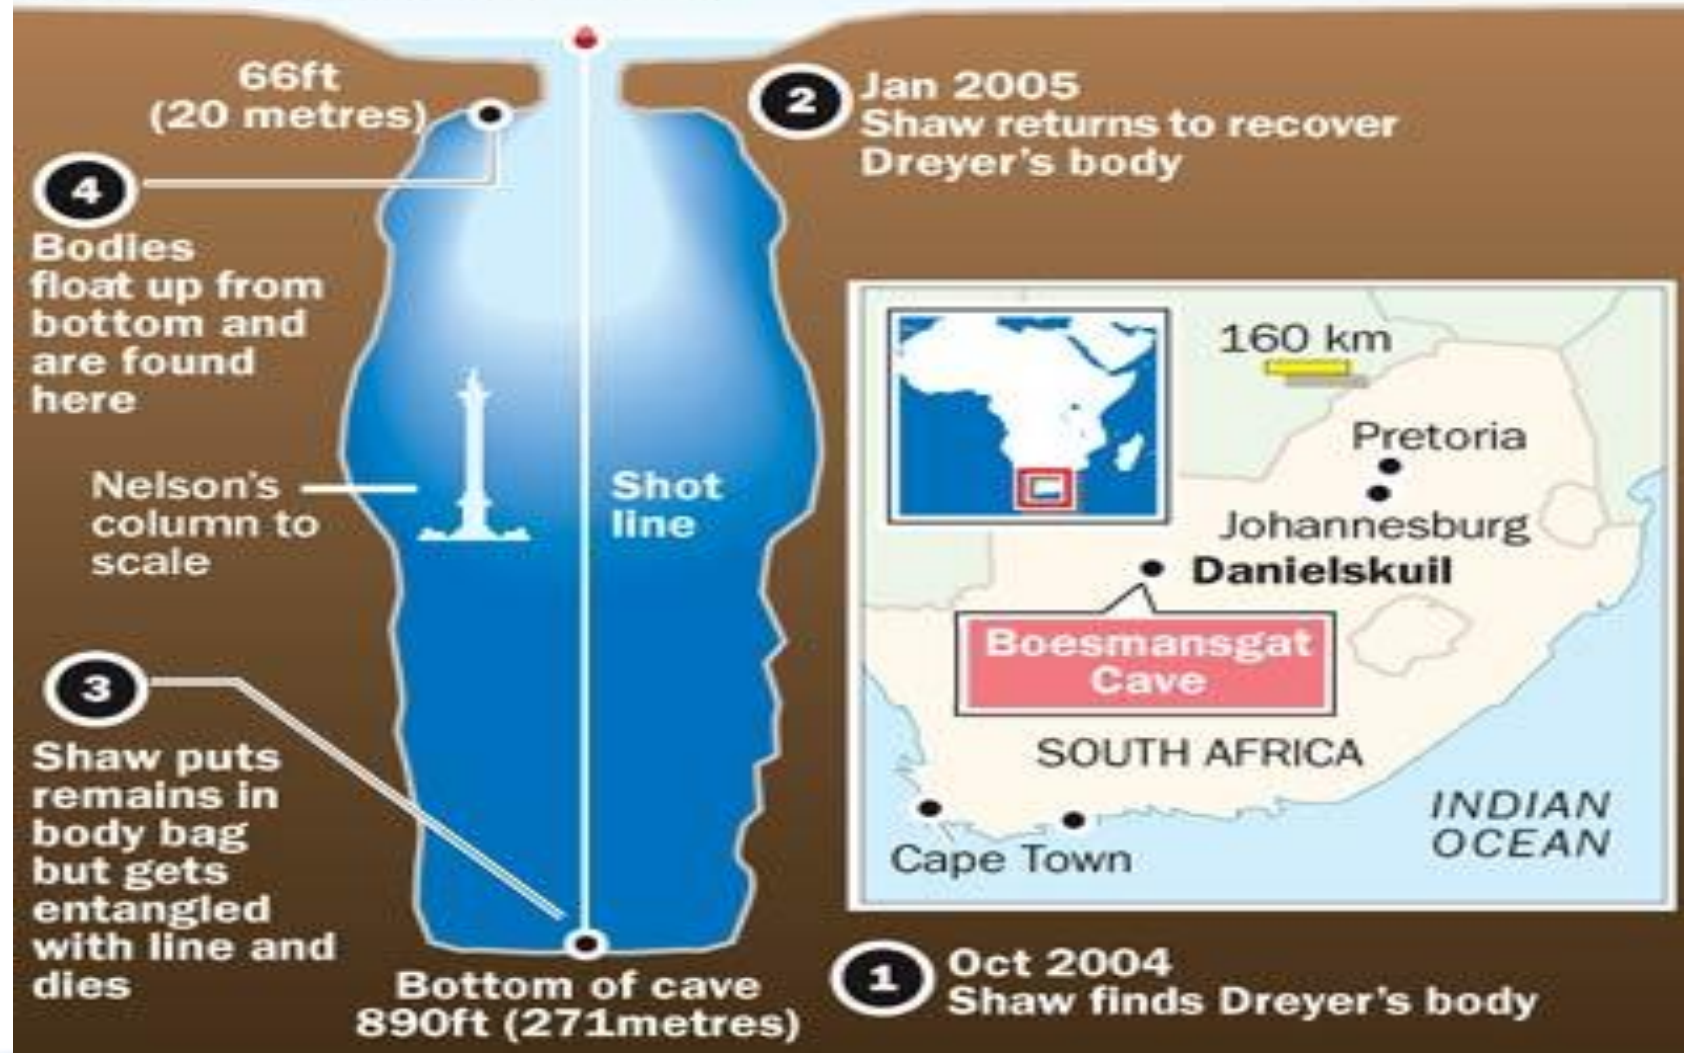 66ft
(20 metres)
4
Bodies
float up from
bottom and
are found
here
Nelson's
column to
scale
Shot
line
3
Shaw puts
remains in
body bag
but gets
entangled
with line and
dies
Bottom of cave
890ft (271metres)
2
Jan 2005
Shaw returns to recover
Dreyer's body
160 km
Pretoria
Johannesburg
Danielskuil
Boesmansgat
Cave
SOUTH AFRICA
INDIAN
OCEAN
Cape Town
1
Oct 2004
Shaw finds Dreyer's body